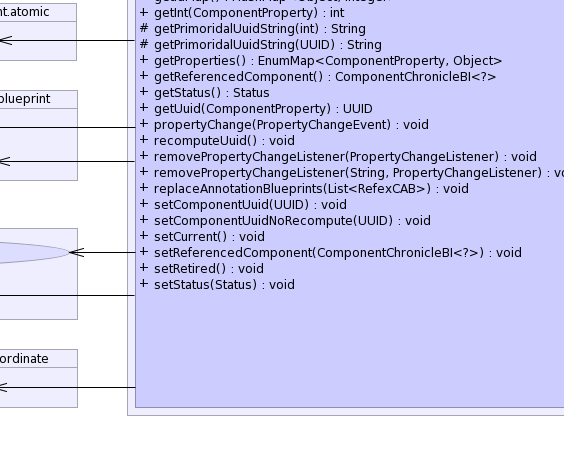 nt.atomic
+ getInt(ComponentProperty) : int
# getPrimoridalUuidString(int) : String
# getPrimoridalUuidString(UUID) : String
+ getProperties() : EnumMap<ComponentProperty, Object>
+ getReferencedComponent() : ComponentChronicleBI<?>
+ getStatus() : Status
blueprint
+ getUuid(ComponentProperty) : UUID
+ propertyChange(PropertyChangeEvent) : void
+ recomputeUuid() : void
+ removePropertyChangeListener(PropertyChangeListener) : void
+ removePropertyChangeListener(String, PropertyChangeListener) : vo
+ replaceAnnotationBlueprints(List<RefexCAB>) : void
+ setComponentUuid(UUID) : void
+ setComponentUuidNoRecompute(UUID) : void
+ setCurrent() : void
+ setReferencedComponent(ComponentChronicleBI<?>) : void
+ setRetired() : void
+ setStatus(Status) : void
ordinate